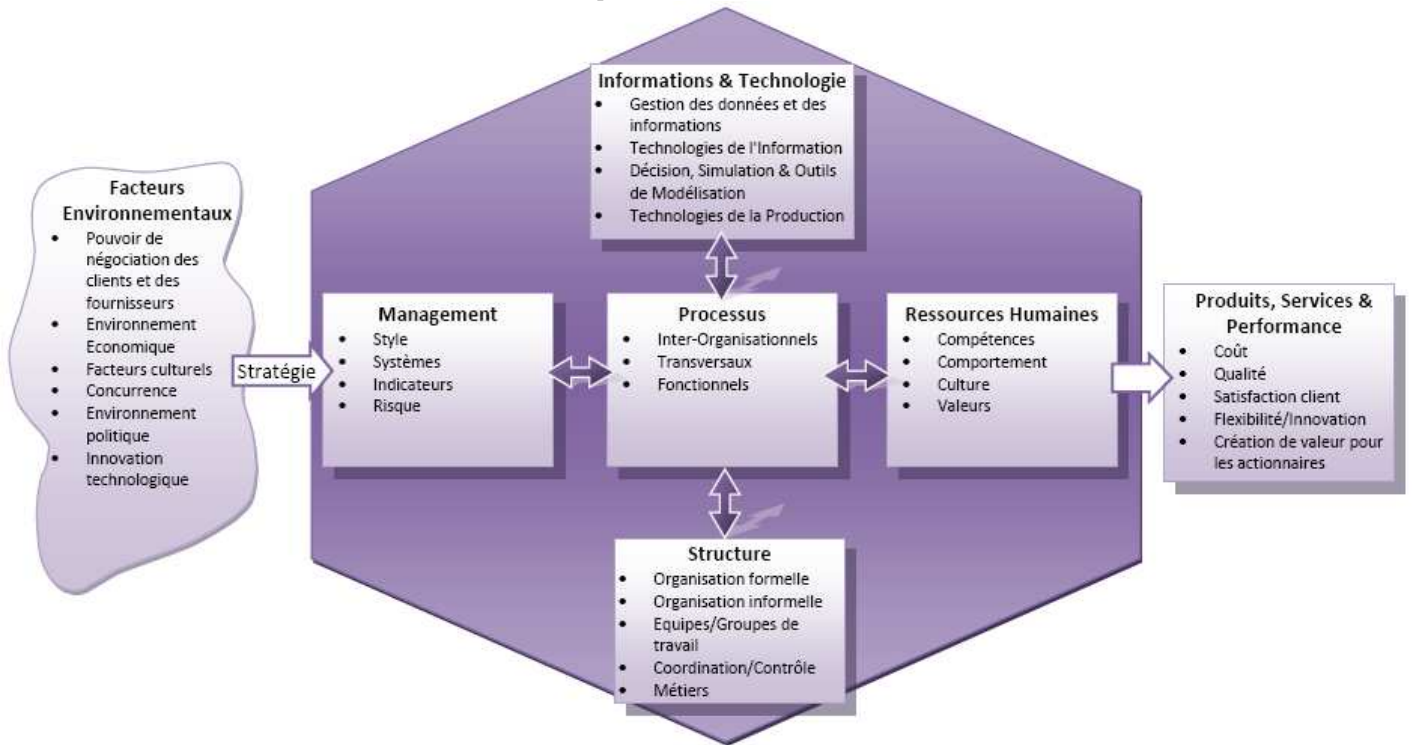 Facteurs
Environnementaux
• Pouvoir de
négociation des
clients et des
fournisseurs
• Environnement
Economique
• Facteurs culturels
• Concurrence
• Environnement
politique
• Innovation
technologique
Stratégie
Informations & Technologie
• Gestion des données et des
informations
• Technologies de l'Information
• Décision, Simulation & Outils
de Modélisation
• Technologies de la Production
Management
• Style
• Systèmes
• Indicateurs
• Risque
Processus
• Inter-Organisationnels
• Transversaux
• Fonctionnels
Ressources Humaines
• Compétences
• Comportement
• Culture
• Valeurs
Structure
• Organisation formelle
• Organisation informelle
• Equipes/Groupes de
travail
• Coordination/Contrôle
• Métiers
Produits, Services &
Performance
• Coût
• Qualité
• Satisfaction client
• Flexibilité/Innovation
• Création de valeur pour
les actionnaires